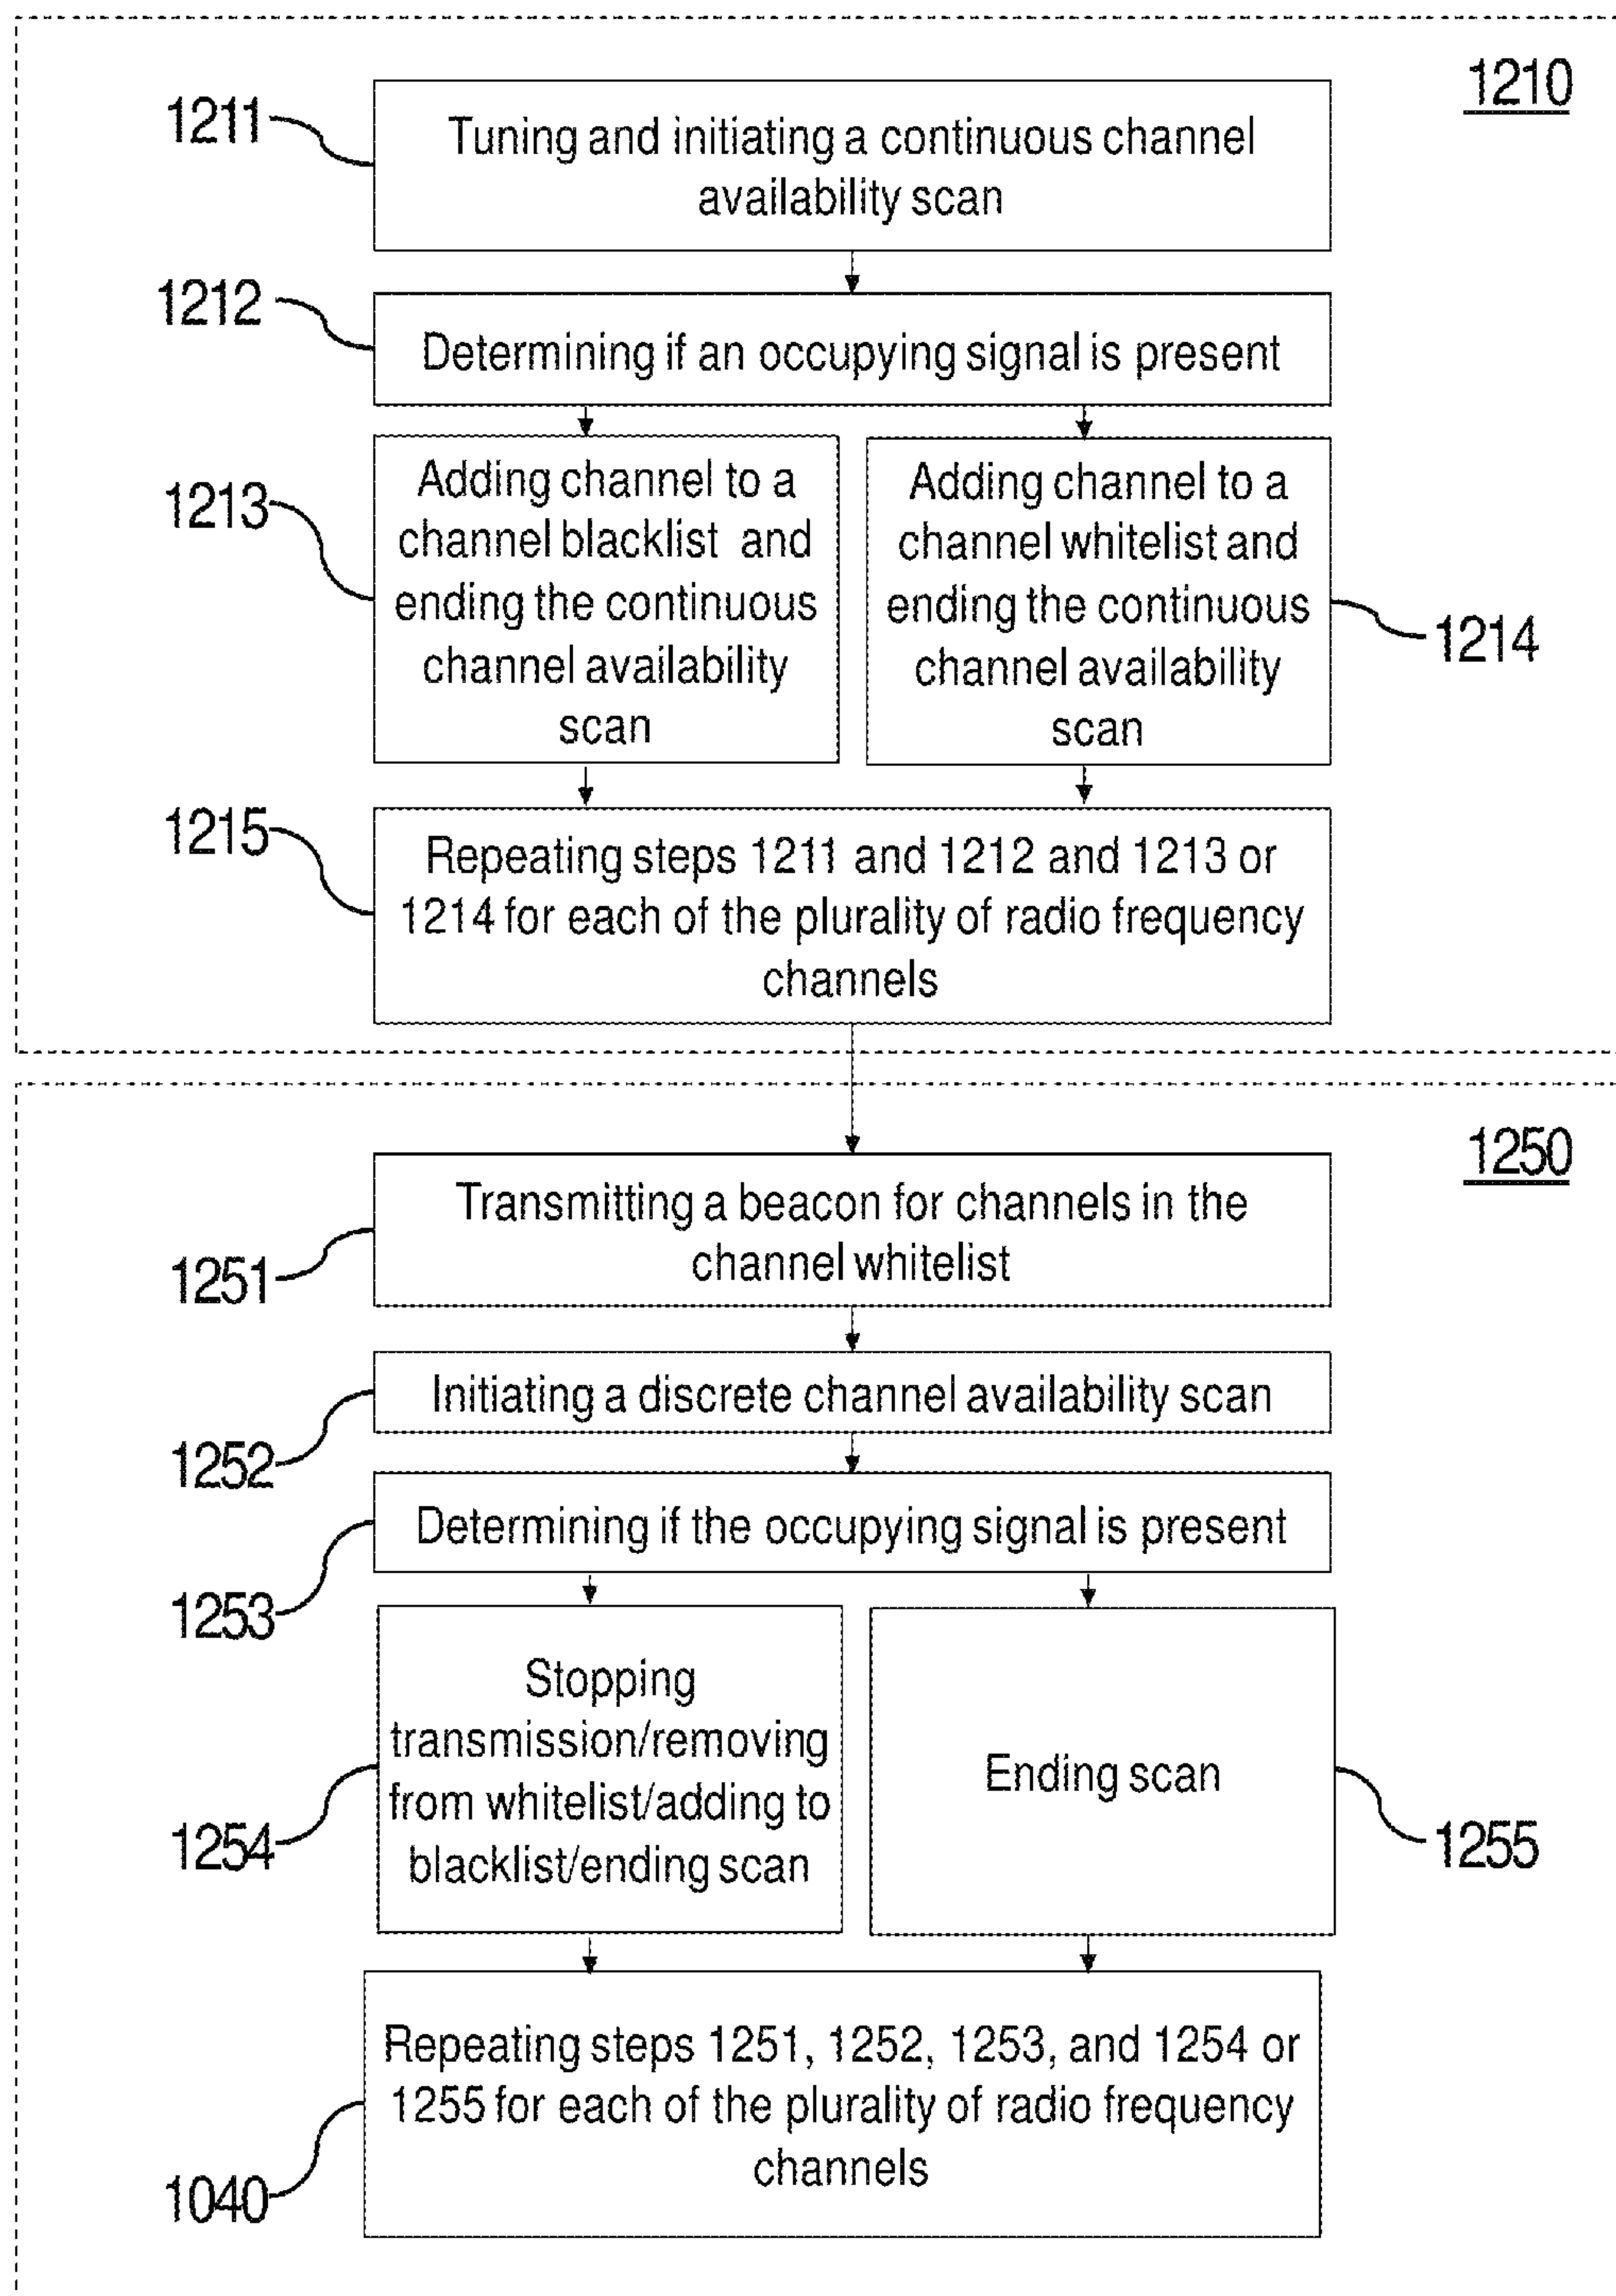 1210
1211
Tuning and initiating a continuous channel
availability scan
1212
Determining if an occupying signal is present
1213
Adding channel to a
channel blacklist and
ending the continuous
channel availability
scan
Adding channel to a
channel whitelist and
ending the continuous
channel availability
scan
1214
1215
Repeating steps 1211 and 1212 and 1213 or
1214 for each of the plurality of radio frequency
channels
1250
Transmitting a beacon for channels in the
channel whitelist
1251
Initiating a discrete channel availability scan
1252
Determining if the occupying signal is present
1253
Stopping
transmission/removing
from whitelist/adding to
blacklist/ending scan
1254
Ending scan
1255
Repeating steps 1251, 1252, 1253, and 1254 or
1255 for each of the plurality of radio frequency
channels
1040